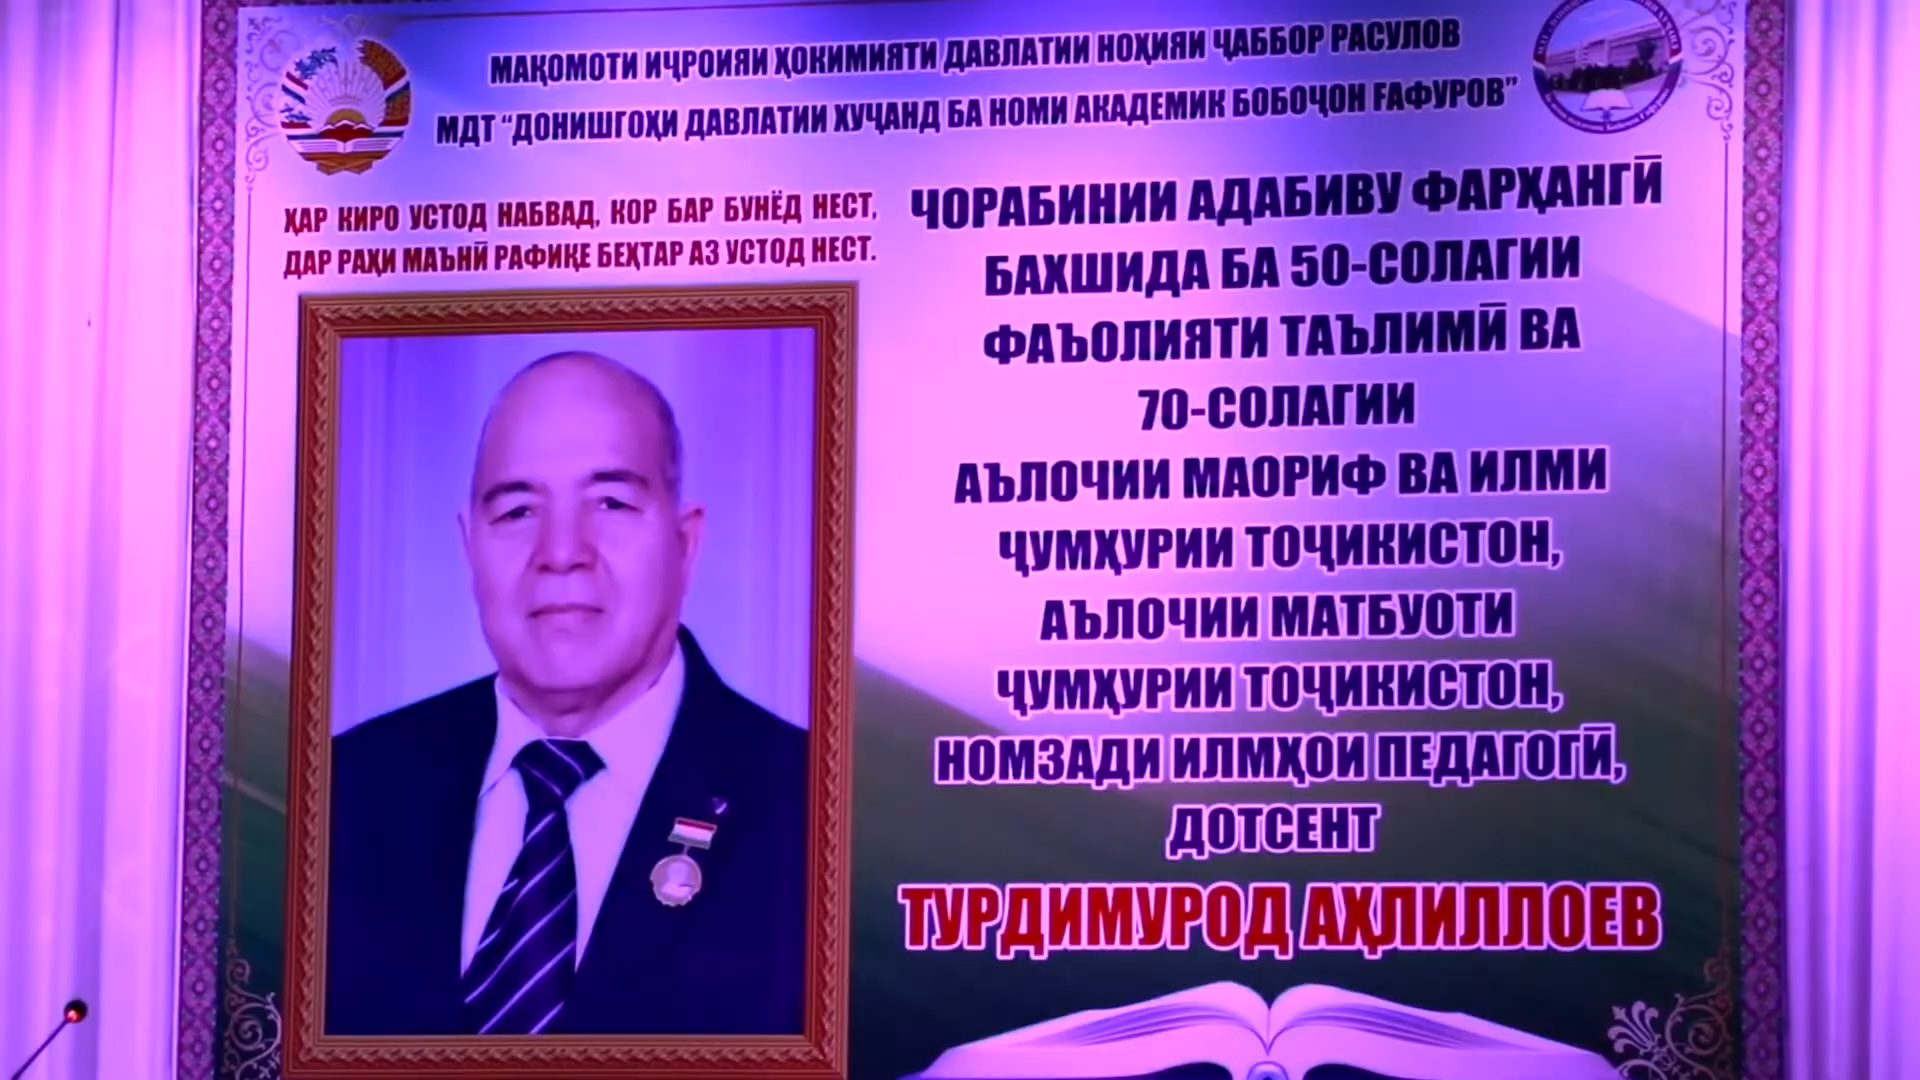 МАҚОМОТИ ИҶРОИЯИ ҲОКИМИЯТИ ДАВЛАТИИ НОҲИЯИ ҶАББОР РАСУЛОВ
МДТ “ДОНИШГОҲИ ДАВЛАТИИ ХУҶАНД БА НОМИ АКАДЕМИК БОБОҶОН ҒАФУРОВ”
ҲАР КИРО УСТОД НАБВАД, КОР БАР БУНЁД НЕСТ,
ДАР РАҲИ МАЪНӢ РАФИҚЕ БЕҲТАР АЗ УСТОД НЕСТ.
ЧОРАБИНИИ АДАБИВУ ФАРҲАНГӢ
БАХШИДА БА 50-СОЛАГИИ
ФАЪОЛИЯТИ ТАЪЛИМӢ ВА
70-СОЛАГИИ
АЪЛОЧИИ МАОРИФ ВА ИЛМИ
ҶУМҲУРИИ ТОҶИКИСТОН,
АЪЛОЧИИ МАТБУОТИ
ҶУМҲУРИИ ТОҶИКИСТОН,
НОМЗАДИ ИЛМҲОИ ПЕДАГОГӢ,
ДОТСЕНТ
ТУРДИМУРОД АҲЛИЛЛОЕВ